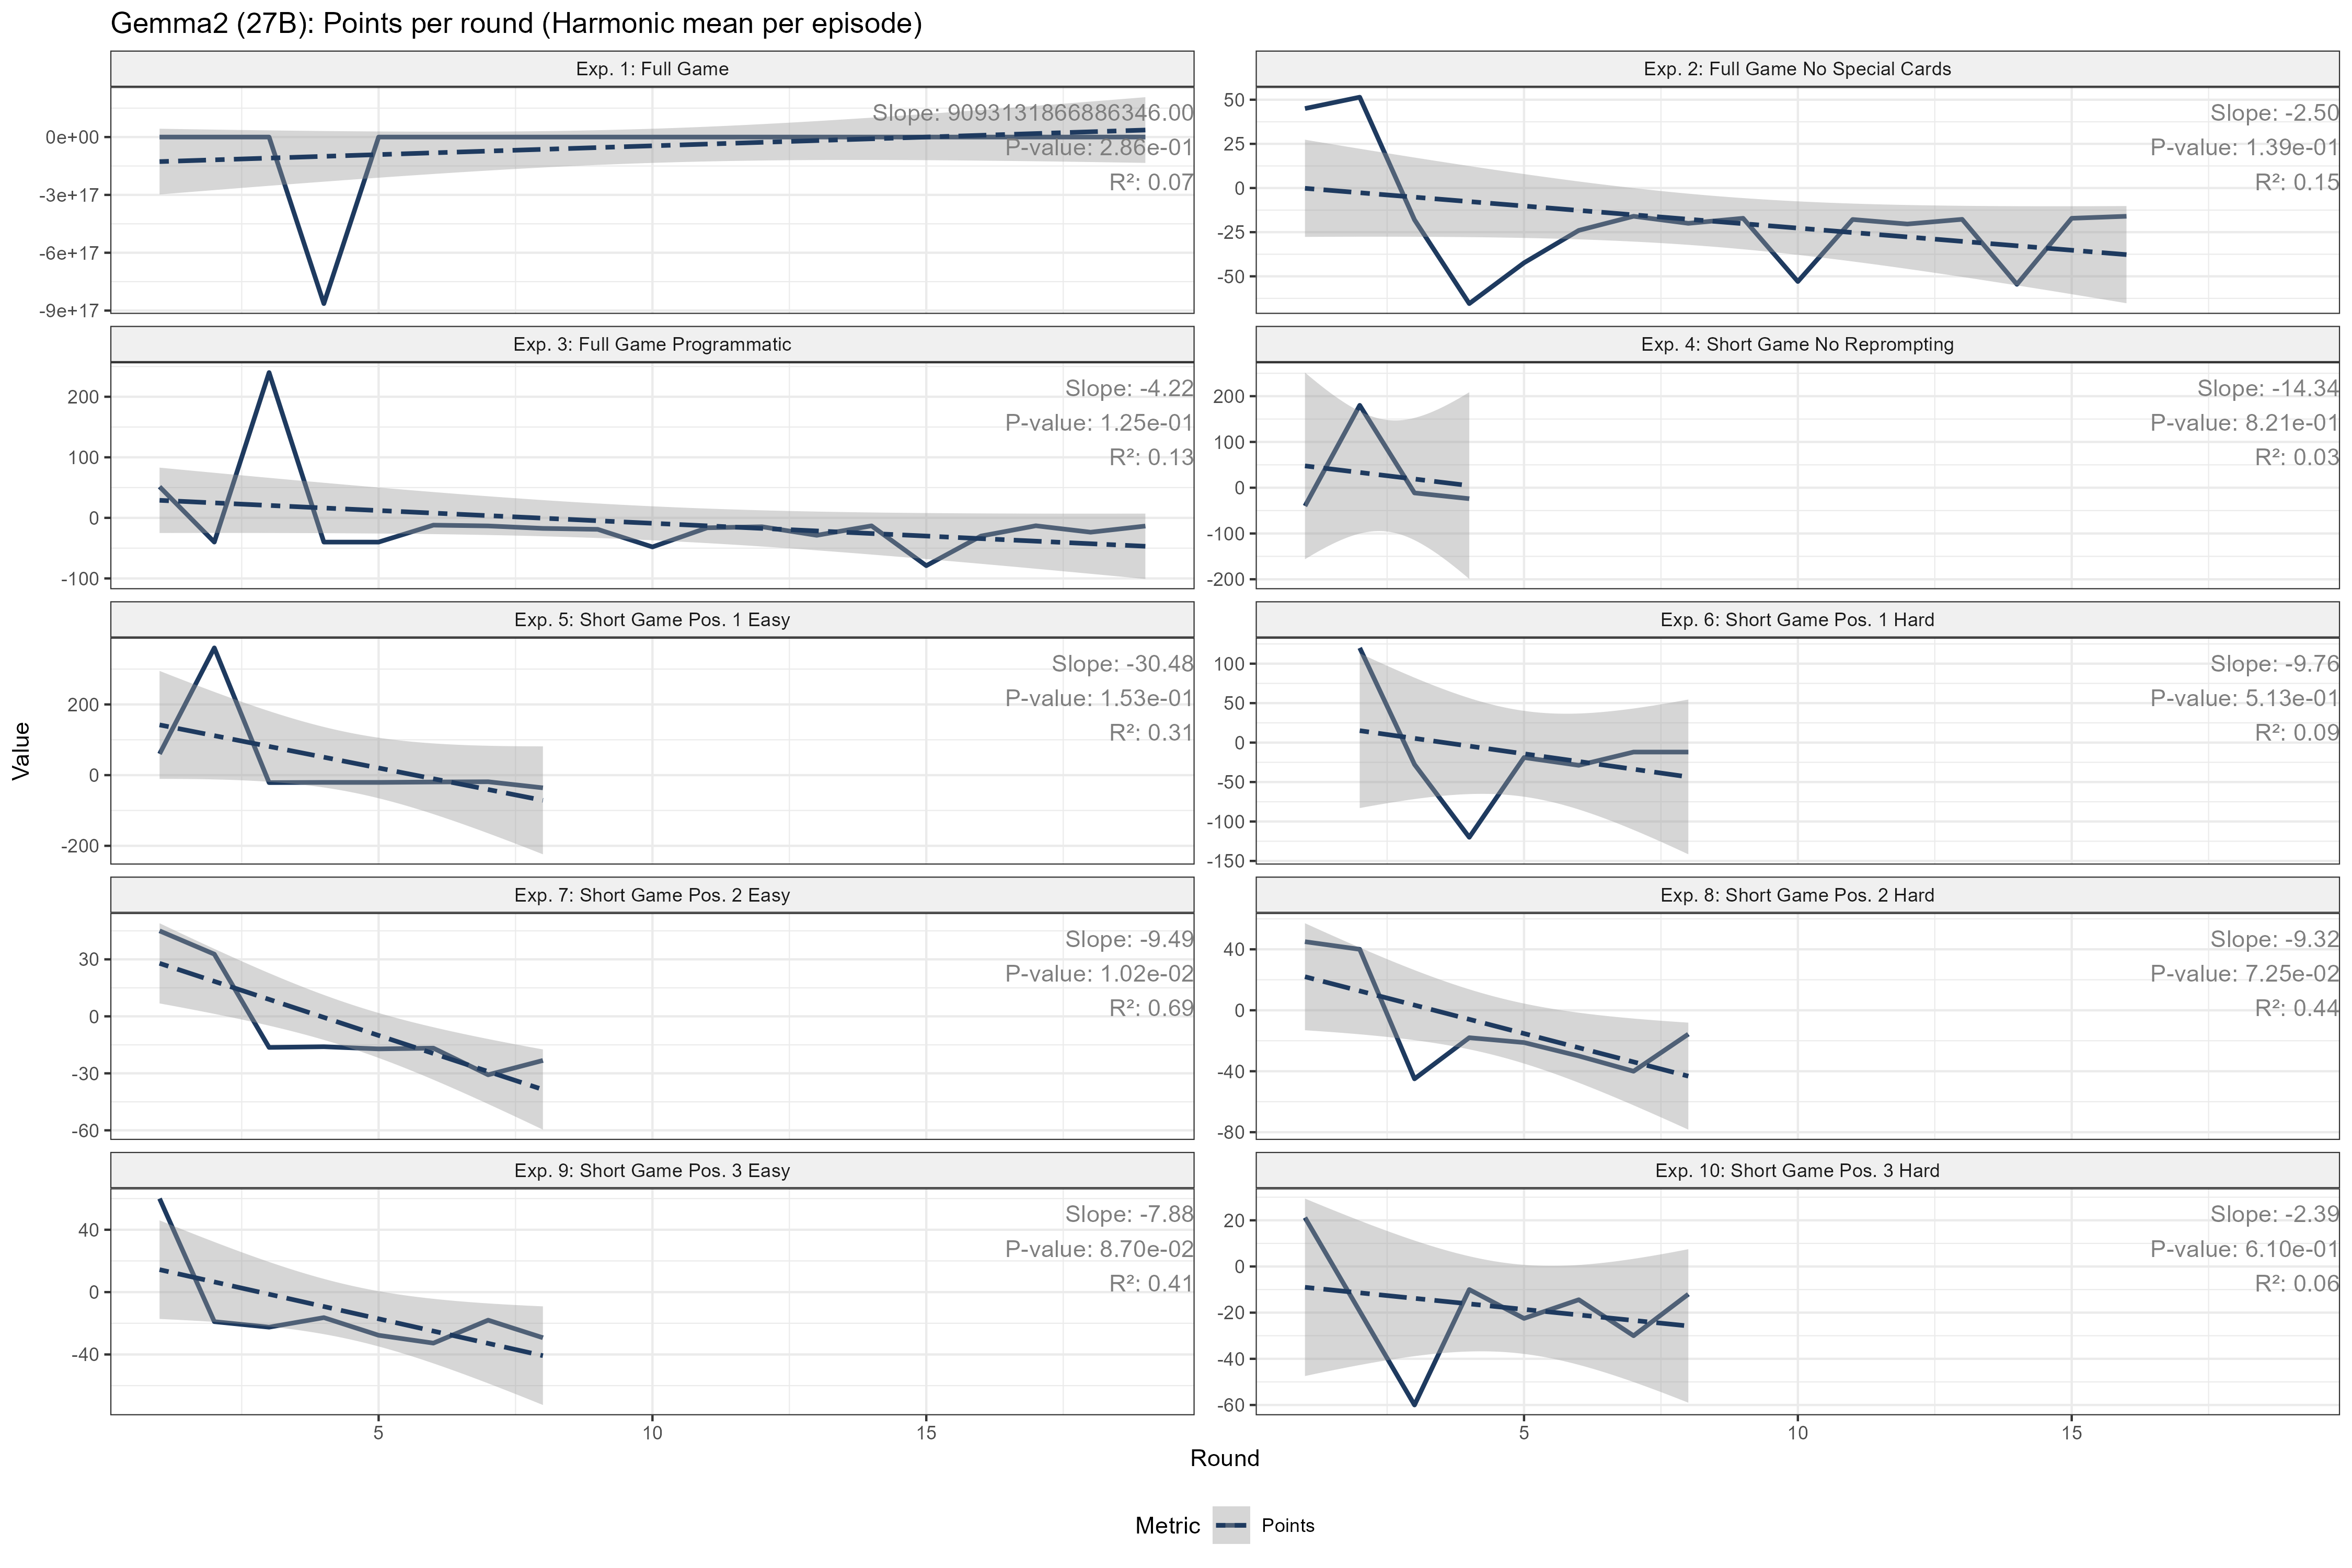 Gemma2 (27B): Points per round (Harmonic mean per episode)
Exp. 1: Full Game
0e+00
-3e+17
-6e+17
-9e+17
Slope: 9093131866886346.00
P-value: 2.86e-01
R²: 0.07
Exp. 2: Full Game No Special Cards
50
25
0
-25
-50
Slope: -2.50
P-value: 1.39e-01
R²: 0.15
Exp. 3: Full Game Programmatic
200
100
0
-100
Slope: -4.22
P-value: 1.25e-01
R²: 0.13
Exp. 4: Short Game No Reprompting
200
100
0
-100
-200
Slope: -14.34
P-value: 8.21e-01
R²: 0.03
Exp. 5: Short Game Pos. 1 Easy
200
0
-200
Slope: -30.48
P-value: 1.53e-01
R²: 0.31
Exp. 6: Short Game Pos. 1 Hard
100
50
0
-50
-100
-150
Slope: -9.76
P-value: 5.13e-01
R²: 0.09
Exp. 7: Short Game Pos. 2 Easy
30
0
-30
-60
Slope: -9.49
P-value: 1.02e-02
R²: 0.69
Exp. 8: Short Game Pos. 2 Hard
40
0
-40
-80
Slope: -9.32
P-value: 7.25e-02
R²: 0.44
Exp. 9: Short Game Pos. 3 Easy
40
0
-40
Slope: -7.88
P-value: 8.70e-02
R²: 0.41
Exp. 10: Short Game Pos. 3 Hard
20
0
-20
-40
-60
Slope: -2.39
P-value: 6.10e-01
R²: 0.06
5 10 15
5 10 15
Value
Round
Metric Points